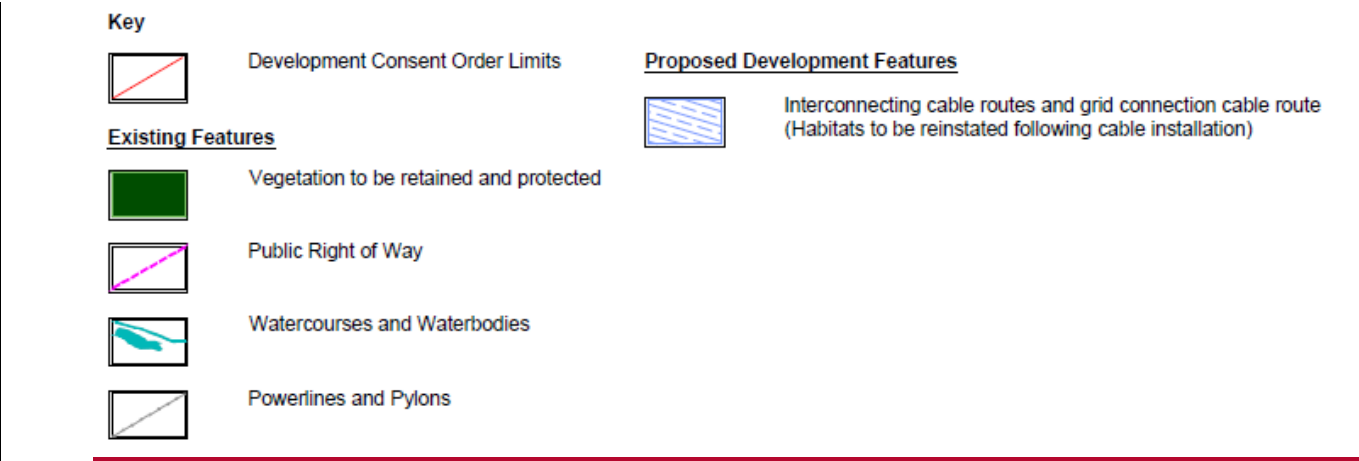 Key
Development Consent Order Limits
Existing Features
Vegetation to be retained and protected
Public Right of Way
Watercourses and Waterbodies
Powerlines and Pylons
Proposed Development Features
Interconnecting cable routes and grid connection cable route
(Habitats to be reinstated following cable installation)